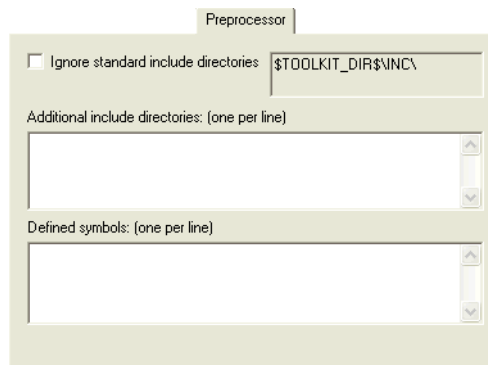 Preprocessor
Ignore standard include directories
$TOOLKIT_DIR$\INC\
Additional include directories: (one per line)
Defined symbols: (one per line)